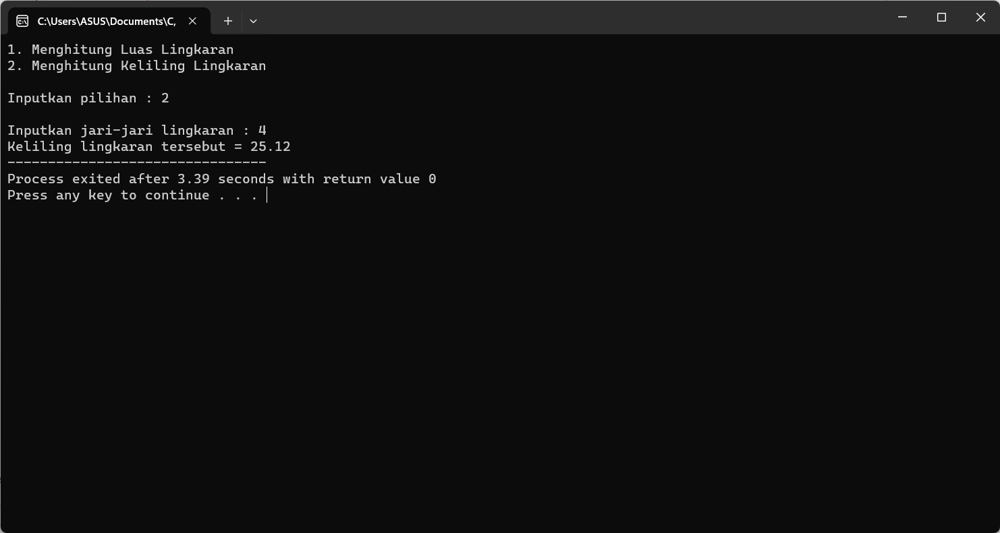 C:\Users\ASUS\Documents\C,
1. Menghitung Luas Lingkaran
2. Menghitung Keliling Lingkaran
Inputkan pilihan : 2
Inputkan jari-jari lingkaran : 4
Keliling lingkaran tersebut = 25.12
--------------------------------
Process exited after 3.39 seconds with return value 0
Press any key to continue . . .